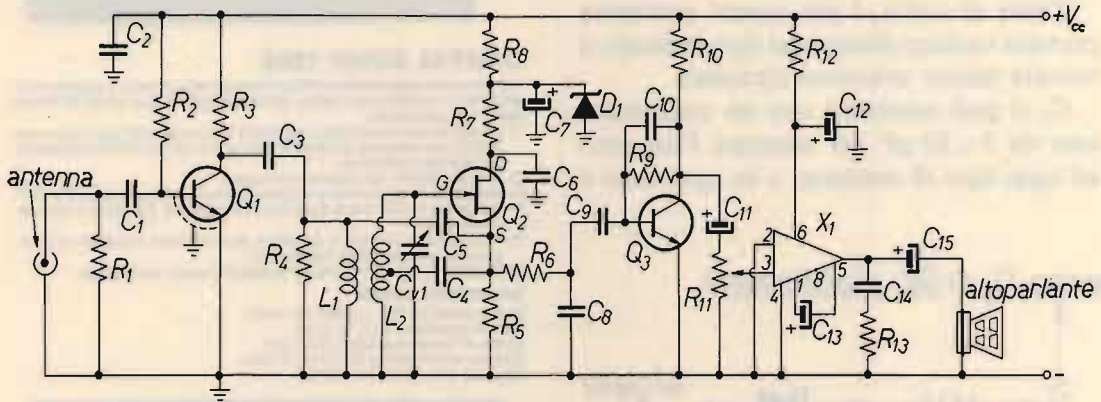 +Vcc
C2
R2
R3
R8
R10
R12
C7
D1
C10
C12
R7
C3
antenna
D
C6
R9
C1
Q1
G
Q2
C9
Q3
C11
X1
6
C5
S
R6
2
3
5
C15
R1
R4
L1
L2
Cv1
C4
R5
C8
R11
4
1
8
C13
C14
R13
altoparlante
+
+
+
+
+
-